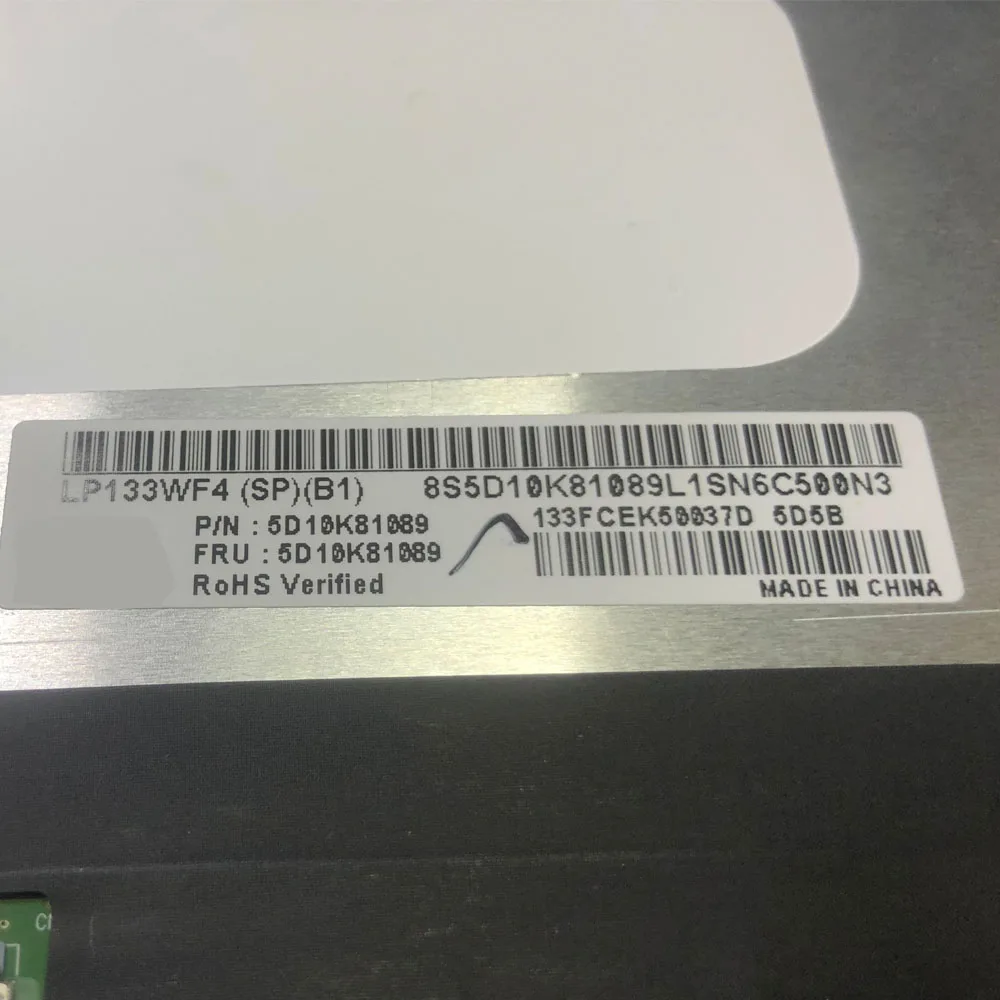 LP133WF4 (SP)(B1) 8S5D10K81089L1SN6C500N3
P/N : 5D10K81089 133FCEK50037D 5D5B
FRU : 5D10K81089
RoHS Verified MADE IN CHINA